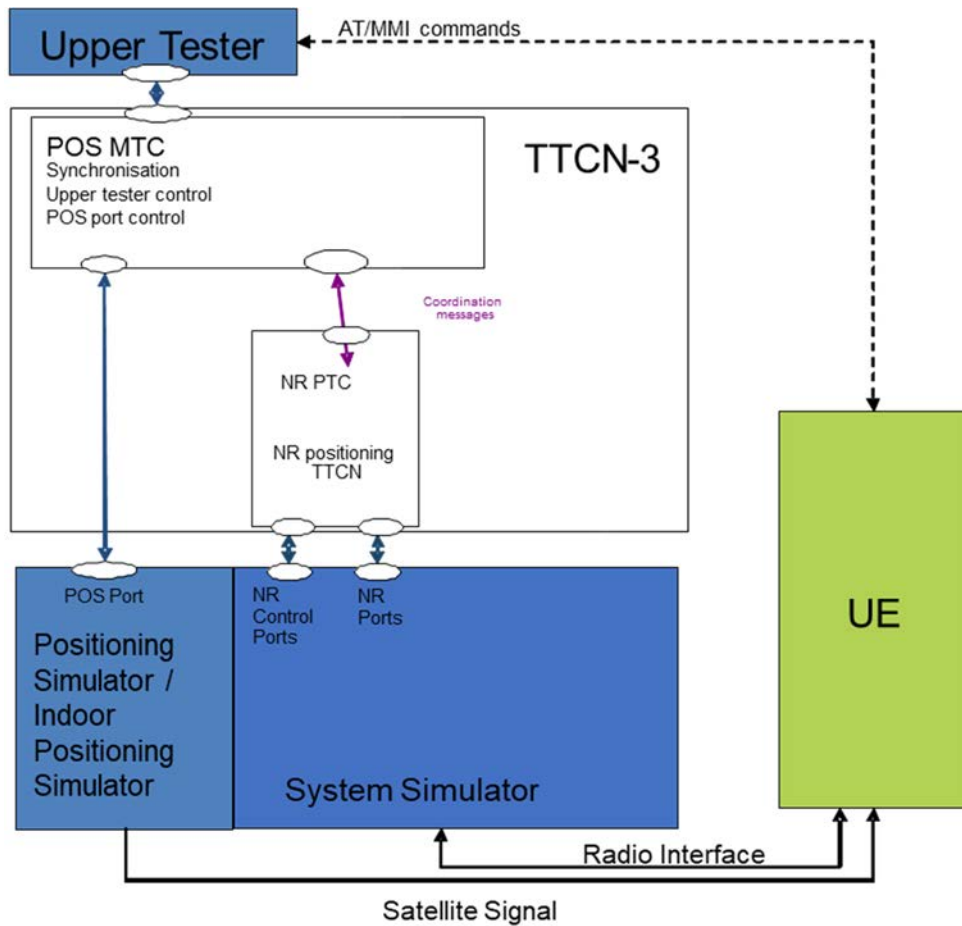 Upper Tester
AT/MMI commands
POS MTC
Synchronisation
Upper tester control
POS port control
TTCN-3
Coordination
messages
NR PTC
NR positioning
TTCN
POS Port
NR
Control
Ports
NR
Ports
Positioning
Simulator /
Indoor
Positioning
Simulator
System Simulator
UE
Radio Interface
Satellite Signal